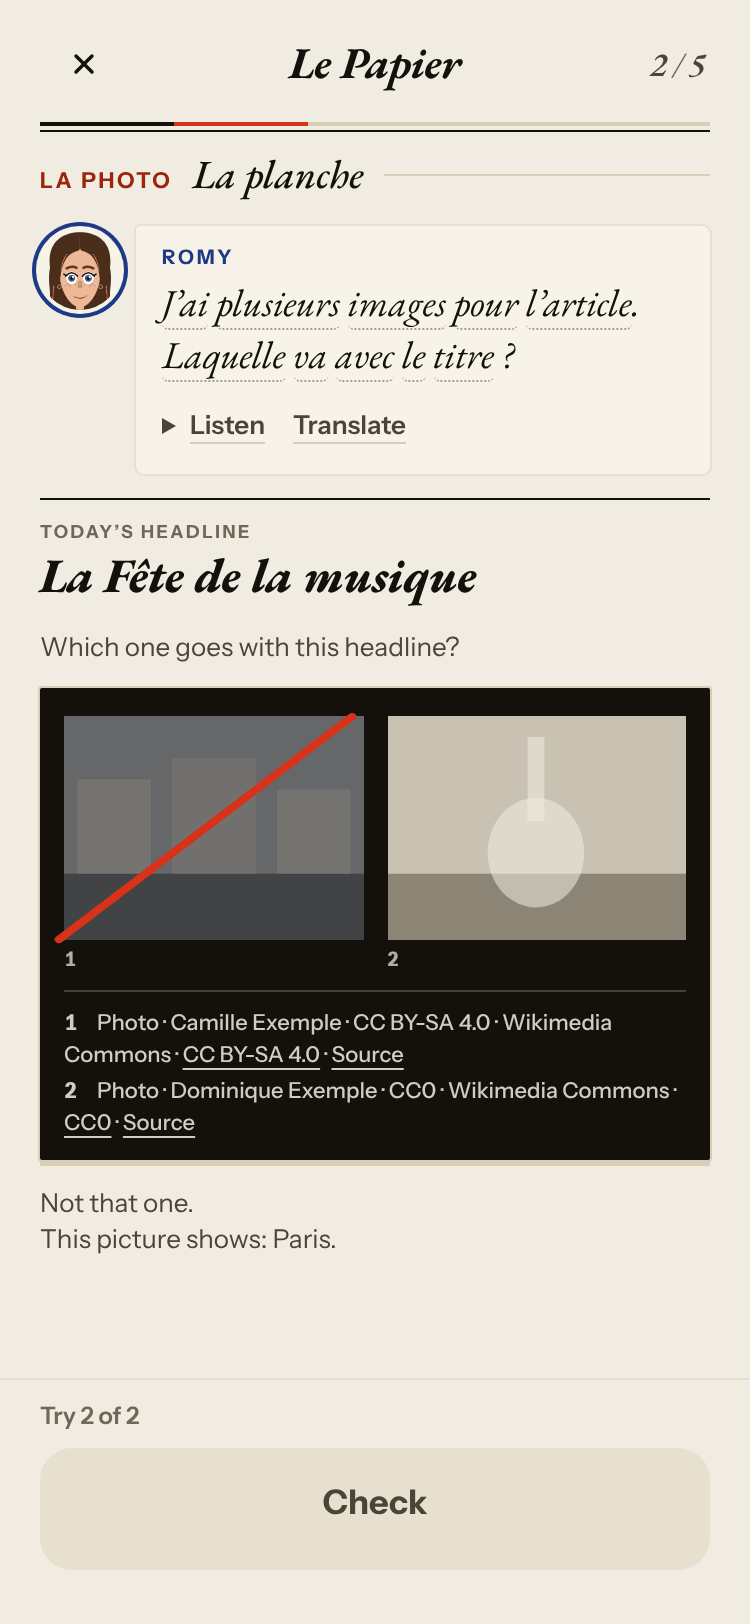 Le Papier
2/5
LA PHOTO La planche
ROMY
J’ai plusieurs images pour l’article.
Laquelle va avec le titre ?
Listen Translate
TODAY’S HEADLINE
La Fête de la musique
Which one goes with this headline?
1
2
1 Photo · Camille Exemple · CC BY-SA 4.0 · Wikimedia
Commons · CC BY-SA 4.0 · Source
2 Photo · Dominique Exemple · CC0 · Wikimedia Commons ·
CC0 · Source
Not that one.
This picture shows: Paris.
Try 2 of 2
Check